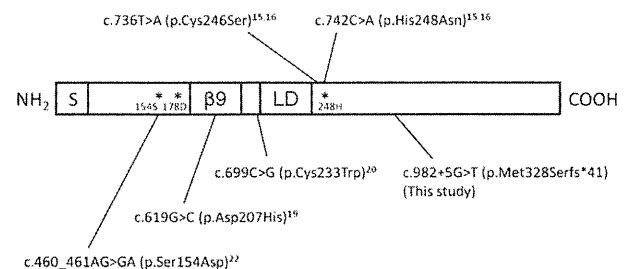 c.736T>A (p.Cys246Ser)15,16
c.742C>A (p.His248Asn)15,16
NH2 S * * β9 LD * COOH
154S 178D 248H
c.699C>G (p.Cys233Trp)20
c.982+5G>T (p.Met328Serfs*41)
(This study)
c.619G>C (p.Asp207His)19
c.460_461AG>GA (p.Ser154Asp)22